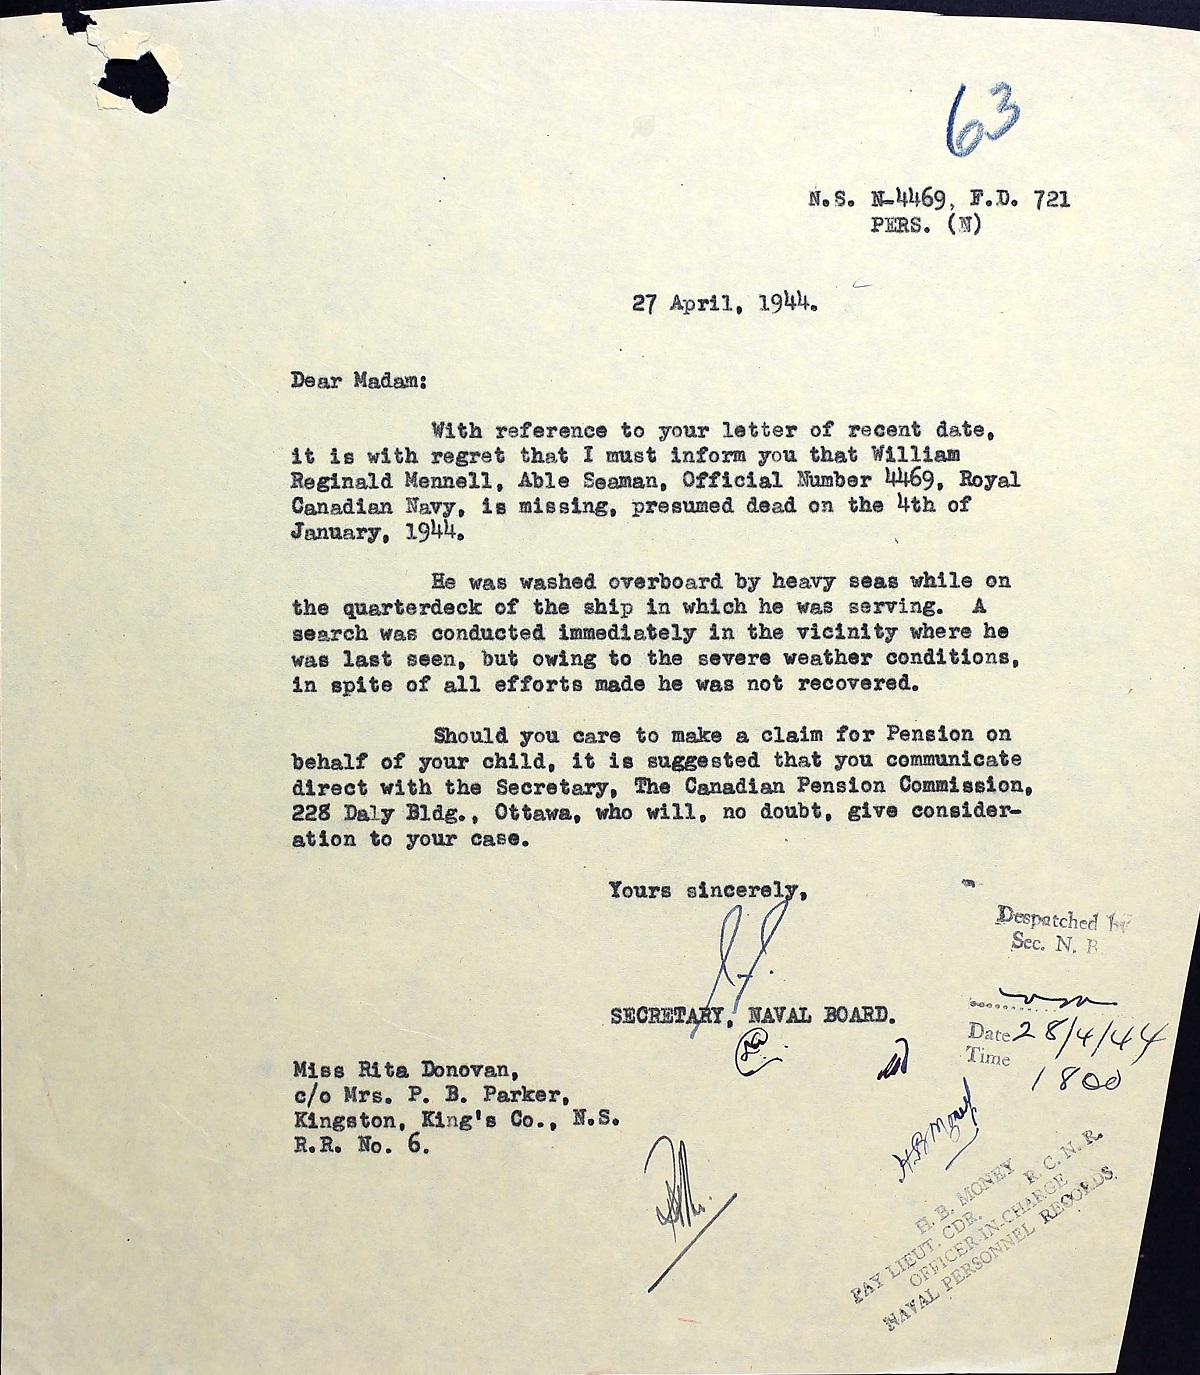 63
N.S. N-4469, F.D. 721
PERS. (N)
27 April, 1944.
Dear Madam:
With reference to your letter of recent date,
it is with regret that I must inform you that William
Reginald Mennell, Able Seaman, Official Number 4469, Royal
Canadian Navy, is missing, presumed dead on the 4th of
January, 1944.
He was washed overboard by heavy seas while on
the quarterdeck of the ship in which he was serving. A
search was conducted immediately in the vicinity where he
was last seen, but owing to the severe weather conditions,
in spite of all efforts made he was not recovered.
Should you care to make a claim for Pension on
behalf of your child, it is suggested that you communicate
direct with the Secretary, The Canadian Pension Commission,
228 Daly Bldg., Ottawa, who will, no doubt, give consider-
ation to your case.
Yours sincerely,
Despatched by
Sec. N. B
SECRETARY, NAVAL BOARD.
Date 28/4/44
Time 1800
Miss Rita Donovan,
c/o Mrs. P. B. Parker,
Kingston, King's Co., N.S.
R.R. No. 6.
H B Money
H. B. MONEY
PAY LIEUT. CDR. R. C. N. R.
OFFICER-IN-CHARGE
NAVAL PERSONNEL RECORDS